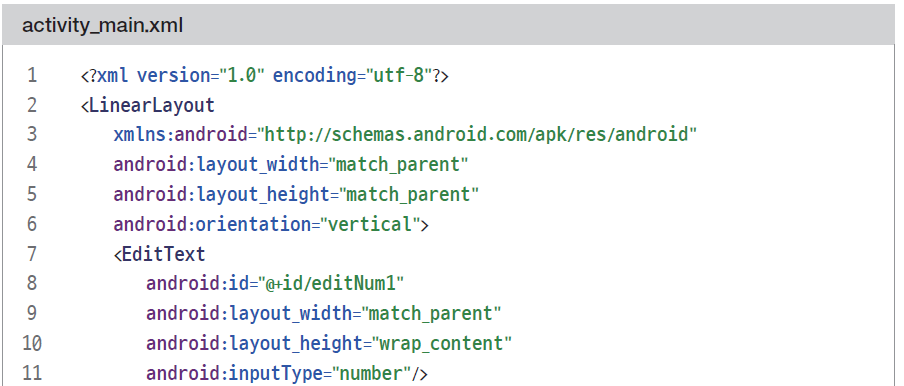 activity_main.xml
1 <?xml version="1.0" encoding="utf-8"?>
2 <LinearLayout
3 xmlns:android="http://schemas.android.com/apk/res/android"
4 android:layout_width="match_parent"
5 android:layout_height="match_parent"
6 android:orientation="vertical">
7 <EditText
8 android:id="@+id/editNum1"
9 android:layout_width="match_parent"
10 android:layout_height="wrap_content"
11 android:inputType="number"/>